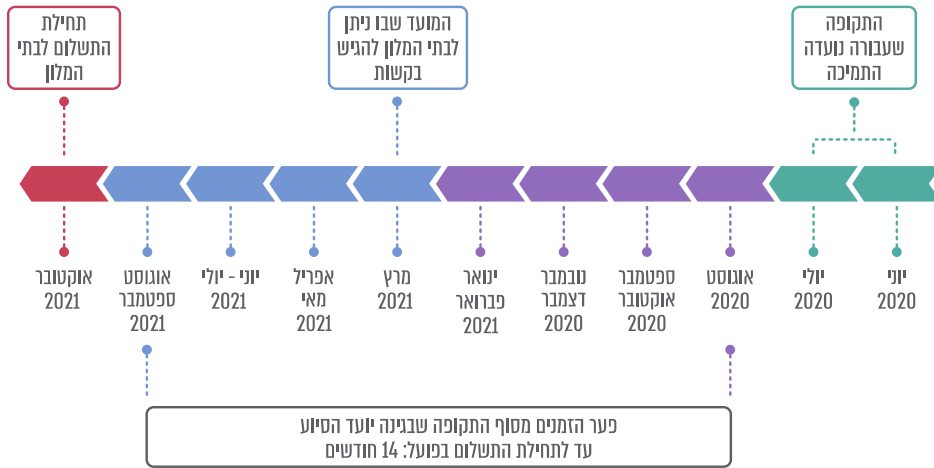 התקופה
שעבורה נועדה
התמיכה
המועד שבו ניתן
לבתי המלון להגיש
בקשות
תחילת
התשלום לבתי
המלון
יוני
2020
יולי
2020
אוגוסט
2020
ספטמבר
אוקטובר
2020
נובמבר
דצמבר
2020
ינואר
פברואר
2021
מרץ
2021
אפריל
מאי
2021
יוני - יולי
2021
אוגוסט
ספטמבר
2021
אוקטובר
2021
פער הזמנים מסוף התקופה שבגינה יועד הסיוע
עד לתחילת התשלום בפועל: 14 חודשים